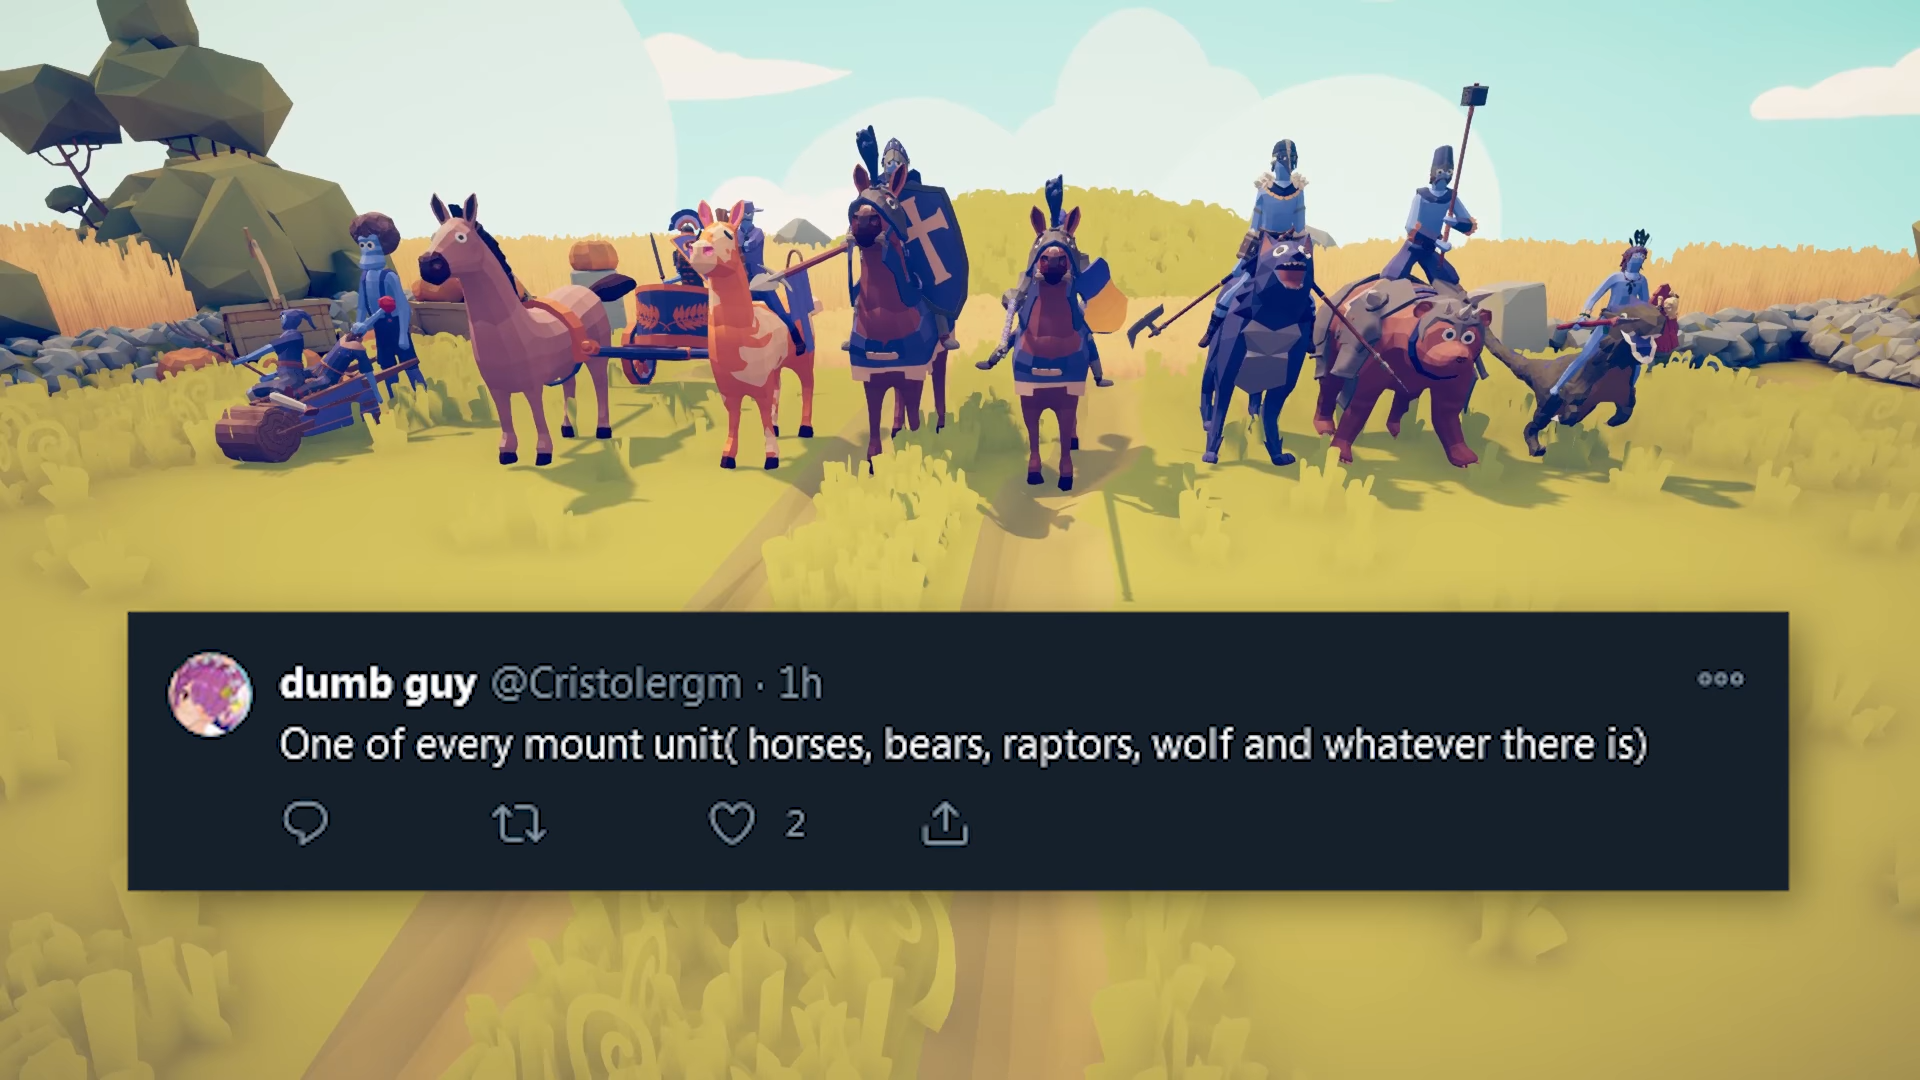 dumb guy @Cristolergm · 1h
One of every mount unit( horses, bears, raptors, wolf and whatever there is)
2